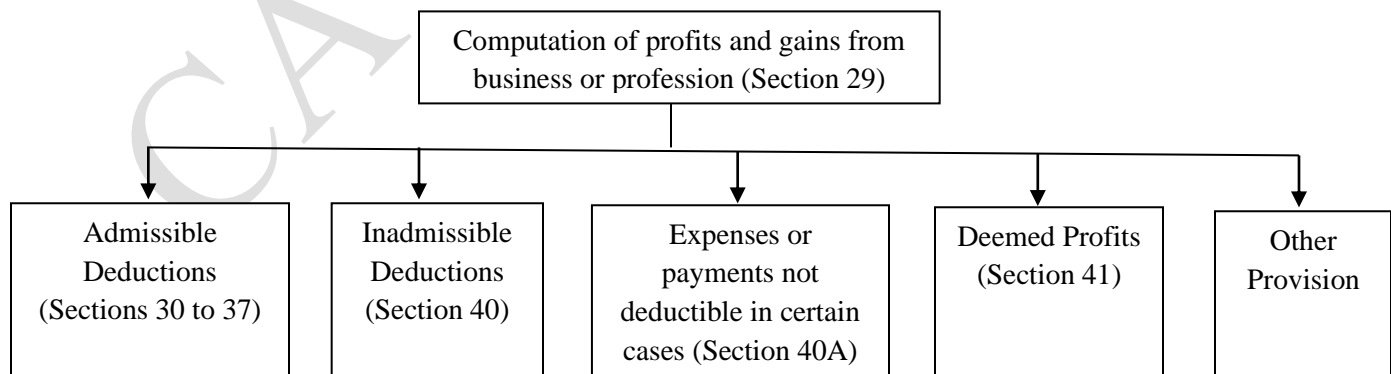 CA
Computation of profits and gains from
business or profession (Section 29)
Admissible
Deductions
(Sections 30 to 37)
Inadmissible
Deductions
(Section 40)
Expenses or
payments not
deductible in certain
cases (Section 40A)
Deemed Profits
(Section 41)
Other
Provision